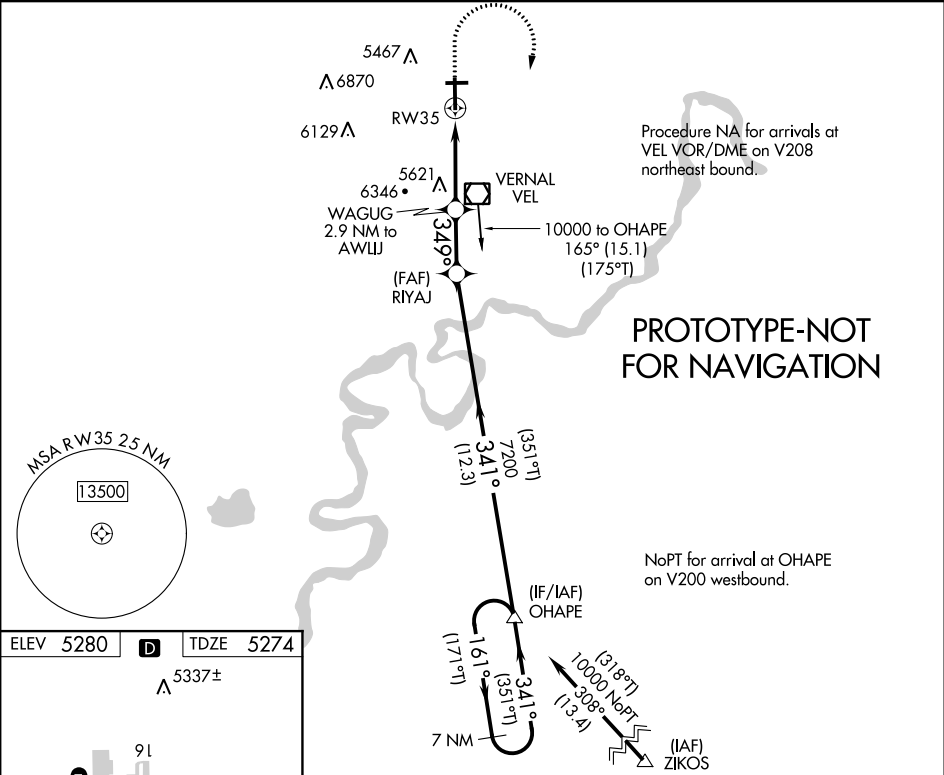 5467
6870
RW35
6129
Procedure NA for arrivals at
VEL VOR/DME on V208
northeast bound.
5621
6346
VERNAL
VEL
WAGUG
2.9 NM to
AWLIJ
349°
10000 to OHAPE
165° (15.1)
(175°T)
(FAF)
RIYAJ
PROTOTYPE-NOT
FOR NAVIGATION
(351°T)
7200
341°
(12.3)
MSA RW35 25 NM
13500
NoPT for arrival at OHAPE
on V200 westbound.
(IF/IAF)
OHAPE
161°
(171°T)
341°
(351°T)
7 NM
(318°T)
10000 NoPT
308°
(13.4)
(IAF)
ZIKOS
ELEV 5280
D
TDZE 5274
5337±
16